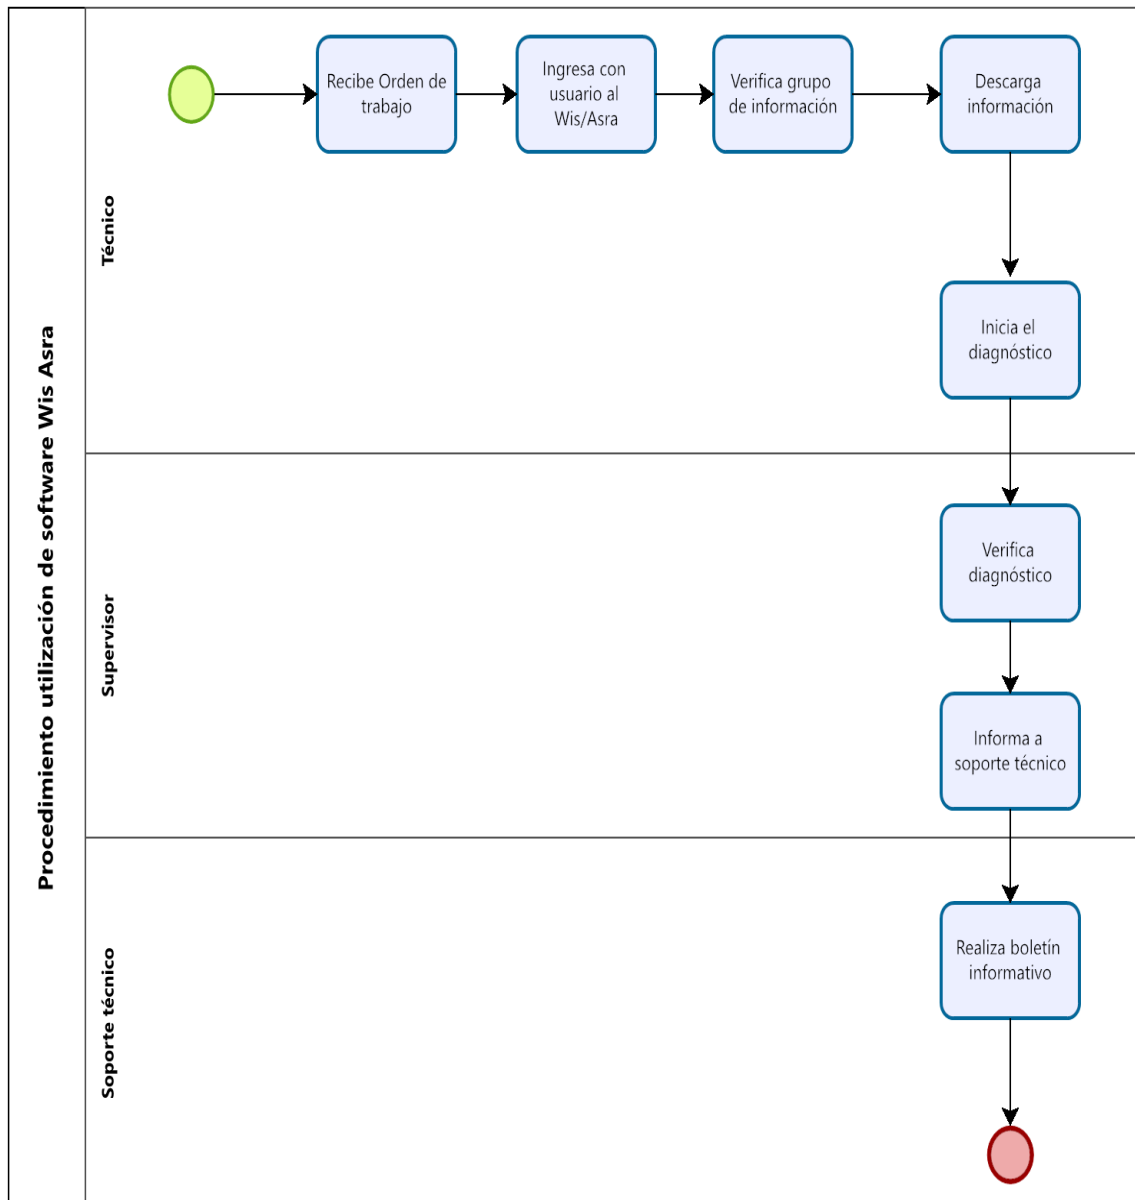 Procedimiento utilización de software Wis Asra
Técnico
Recibe Orden de
trabajo
Ingresa con
usuario al
Wis/Asra
Verifica grupo
de información
Descarga
información
Inicia el
diagnóstico
Supervisor
Verifica
diagnóstico
Informa a
soporte técnico
Soporte técnico
Realiza boletín
informativo